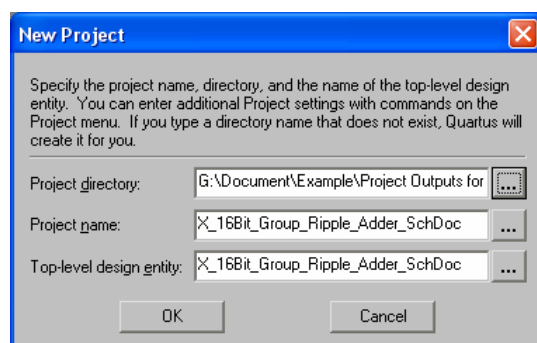 New Project
Specify the project name, directory, and the name of the top-level design
entity. You can enter additional Project settings with commands on the
Project menu. If you type a directory name that does not exist, Quartus will
create it for you.
Project directory: G:\Document\Example\Project Outputs for ...
Project name: X_16Bit_Group_Ripple_Adder_SchDoc ...
Top-level design entity: X_16Bit_Group_Ripple_Adder_SchDoc ...
OK Cancel